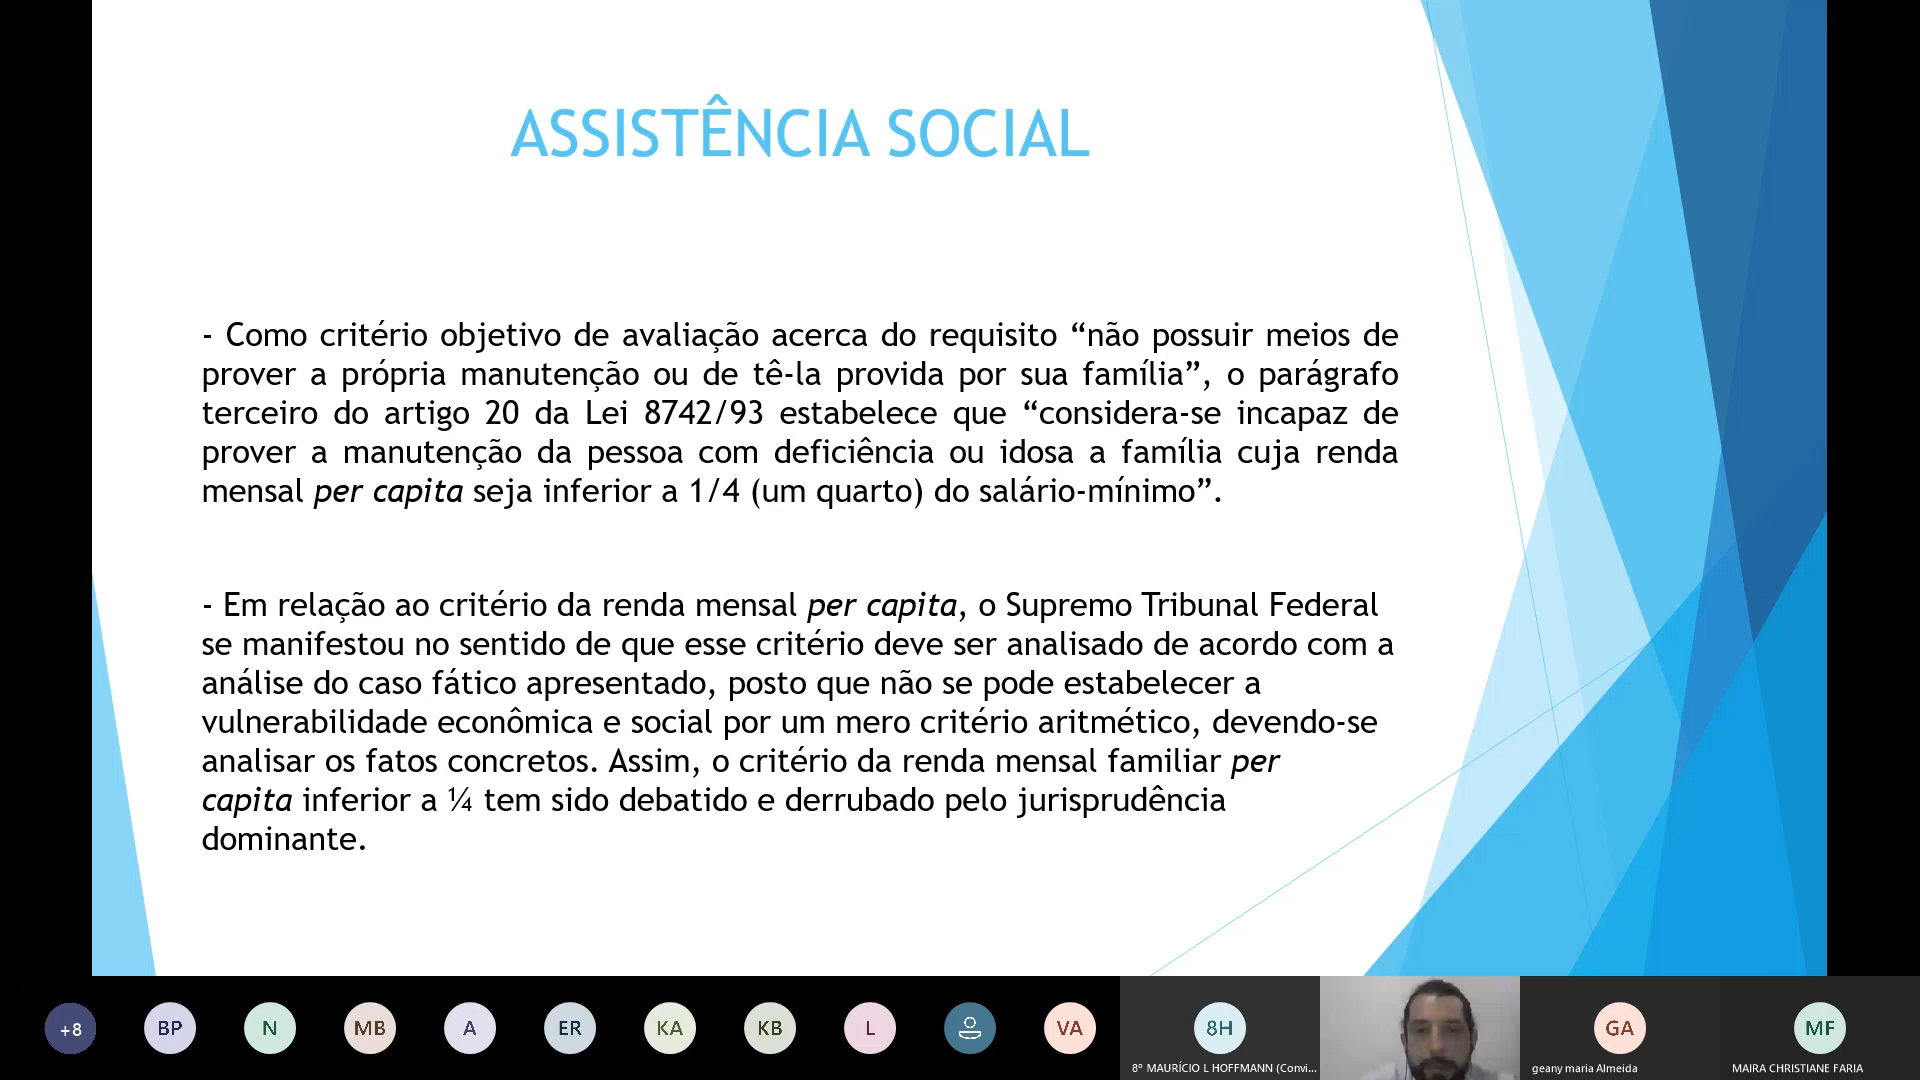 ASSISTÊNCIA SOCIAL
- Como critério objetivo de avaliação acerca do requisito “não possuir meios de
prover a própria manutenção ou de tê-la provida por sua família”, o parágrafo
terceiro do artigo 20 da Lei 8742/93 estabelece que “considera-se incapaz de
prover a manutenção da pessoa com deficiência ou idosa a família cuja renda
mensal per capita seja inferior a 1/4 (um quarto) do salário-mínimo”.
- Em relação ao critério da renda mensal per capita, o Supremo Tribunal Federal
se manifestou no sentido de que esse critério deve ser analisado de acordo com a
análise do caso fático apresentado, posto que não se pode estabelecer a
vulnerabilidade econômica e social por um mero critério aritmético, devendo-se
analisar os fatos concretos. Assim, o critério da renda mensal familiar per
capita inferior a ¼ tem sido debatido e derrubado pelo jurisprudência
dominante.
+8
BP
N
MB
A
ER
KA
KB
L
VA
8H
GA
MF
8º MAURÍCIO L HOFFMANN (Convi...
geany maria Almeida
MAIRA CHRISTIANE FARIA